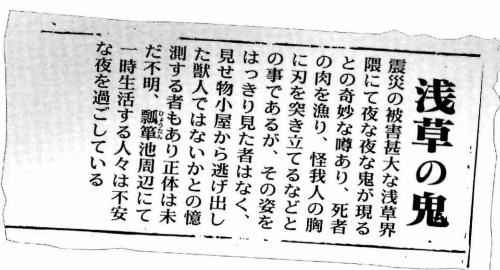 浅草の鬼
震災の被害甚大な浅草界
隈にて夜な夜な鬼が現る
との奇妙な噂あり、死者
の肉を漁り、怪我人の胸
に刃を突き立てるなどと
の事であるが、その姿を
はっきり見た者はなく、
見せ物小屋から逃げ出し
た獣人ではないかとの憶
測する者もあり正体は未
だ不明、瓢箪池周辺にて
一時生活する人々は不安
な夜を過ごしている